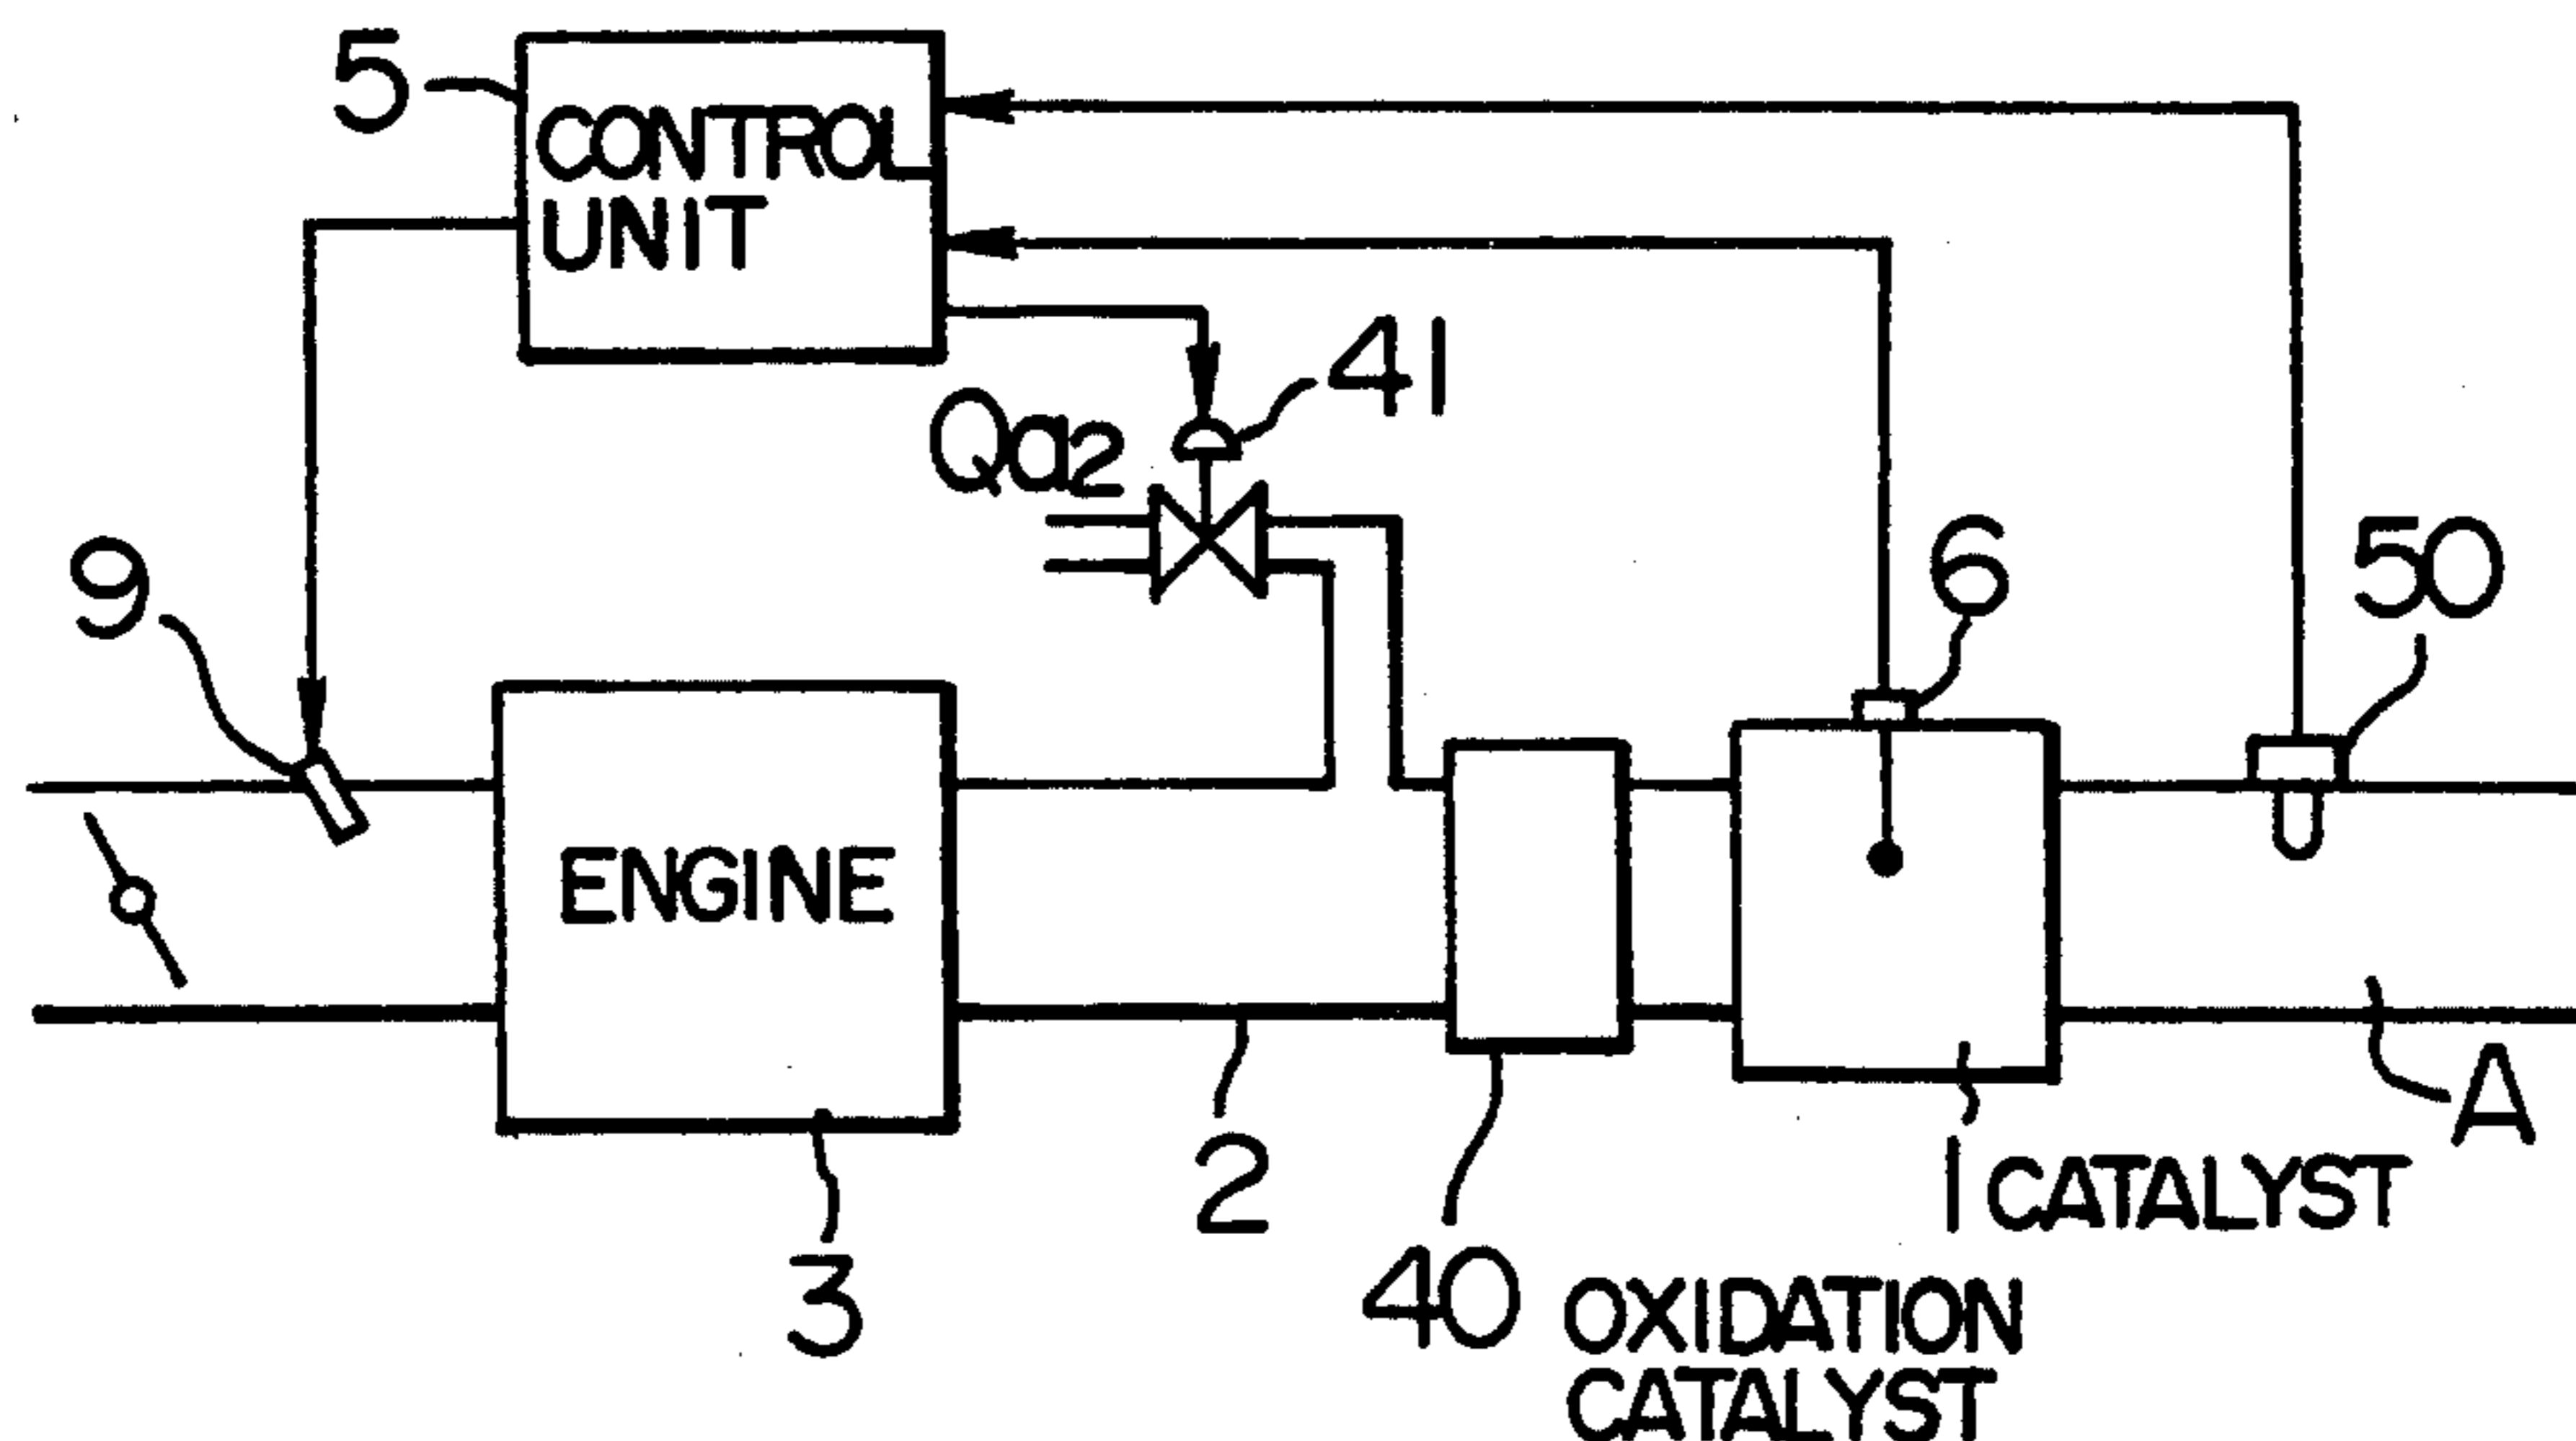 5
CONTROL
UNIT
41
Qa2
9
6
50
ENGINE
2
A
1 CATALYST
3
40 OXIDATION
CATALYST